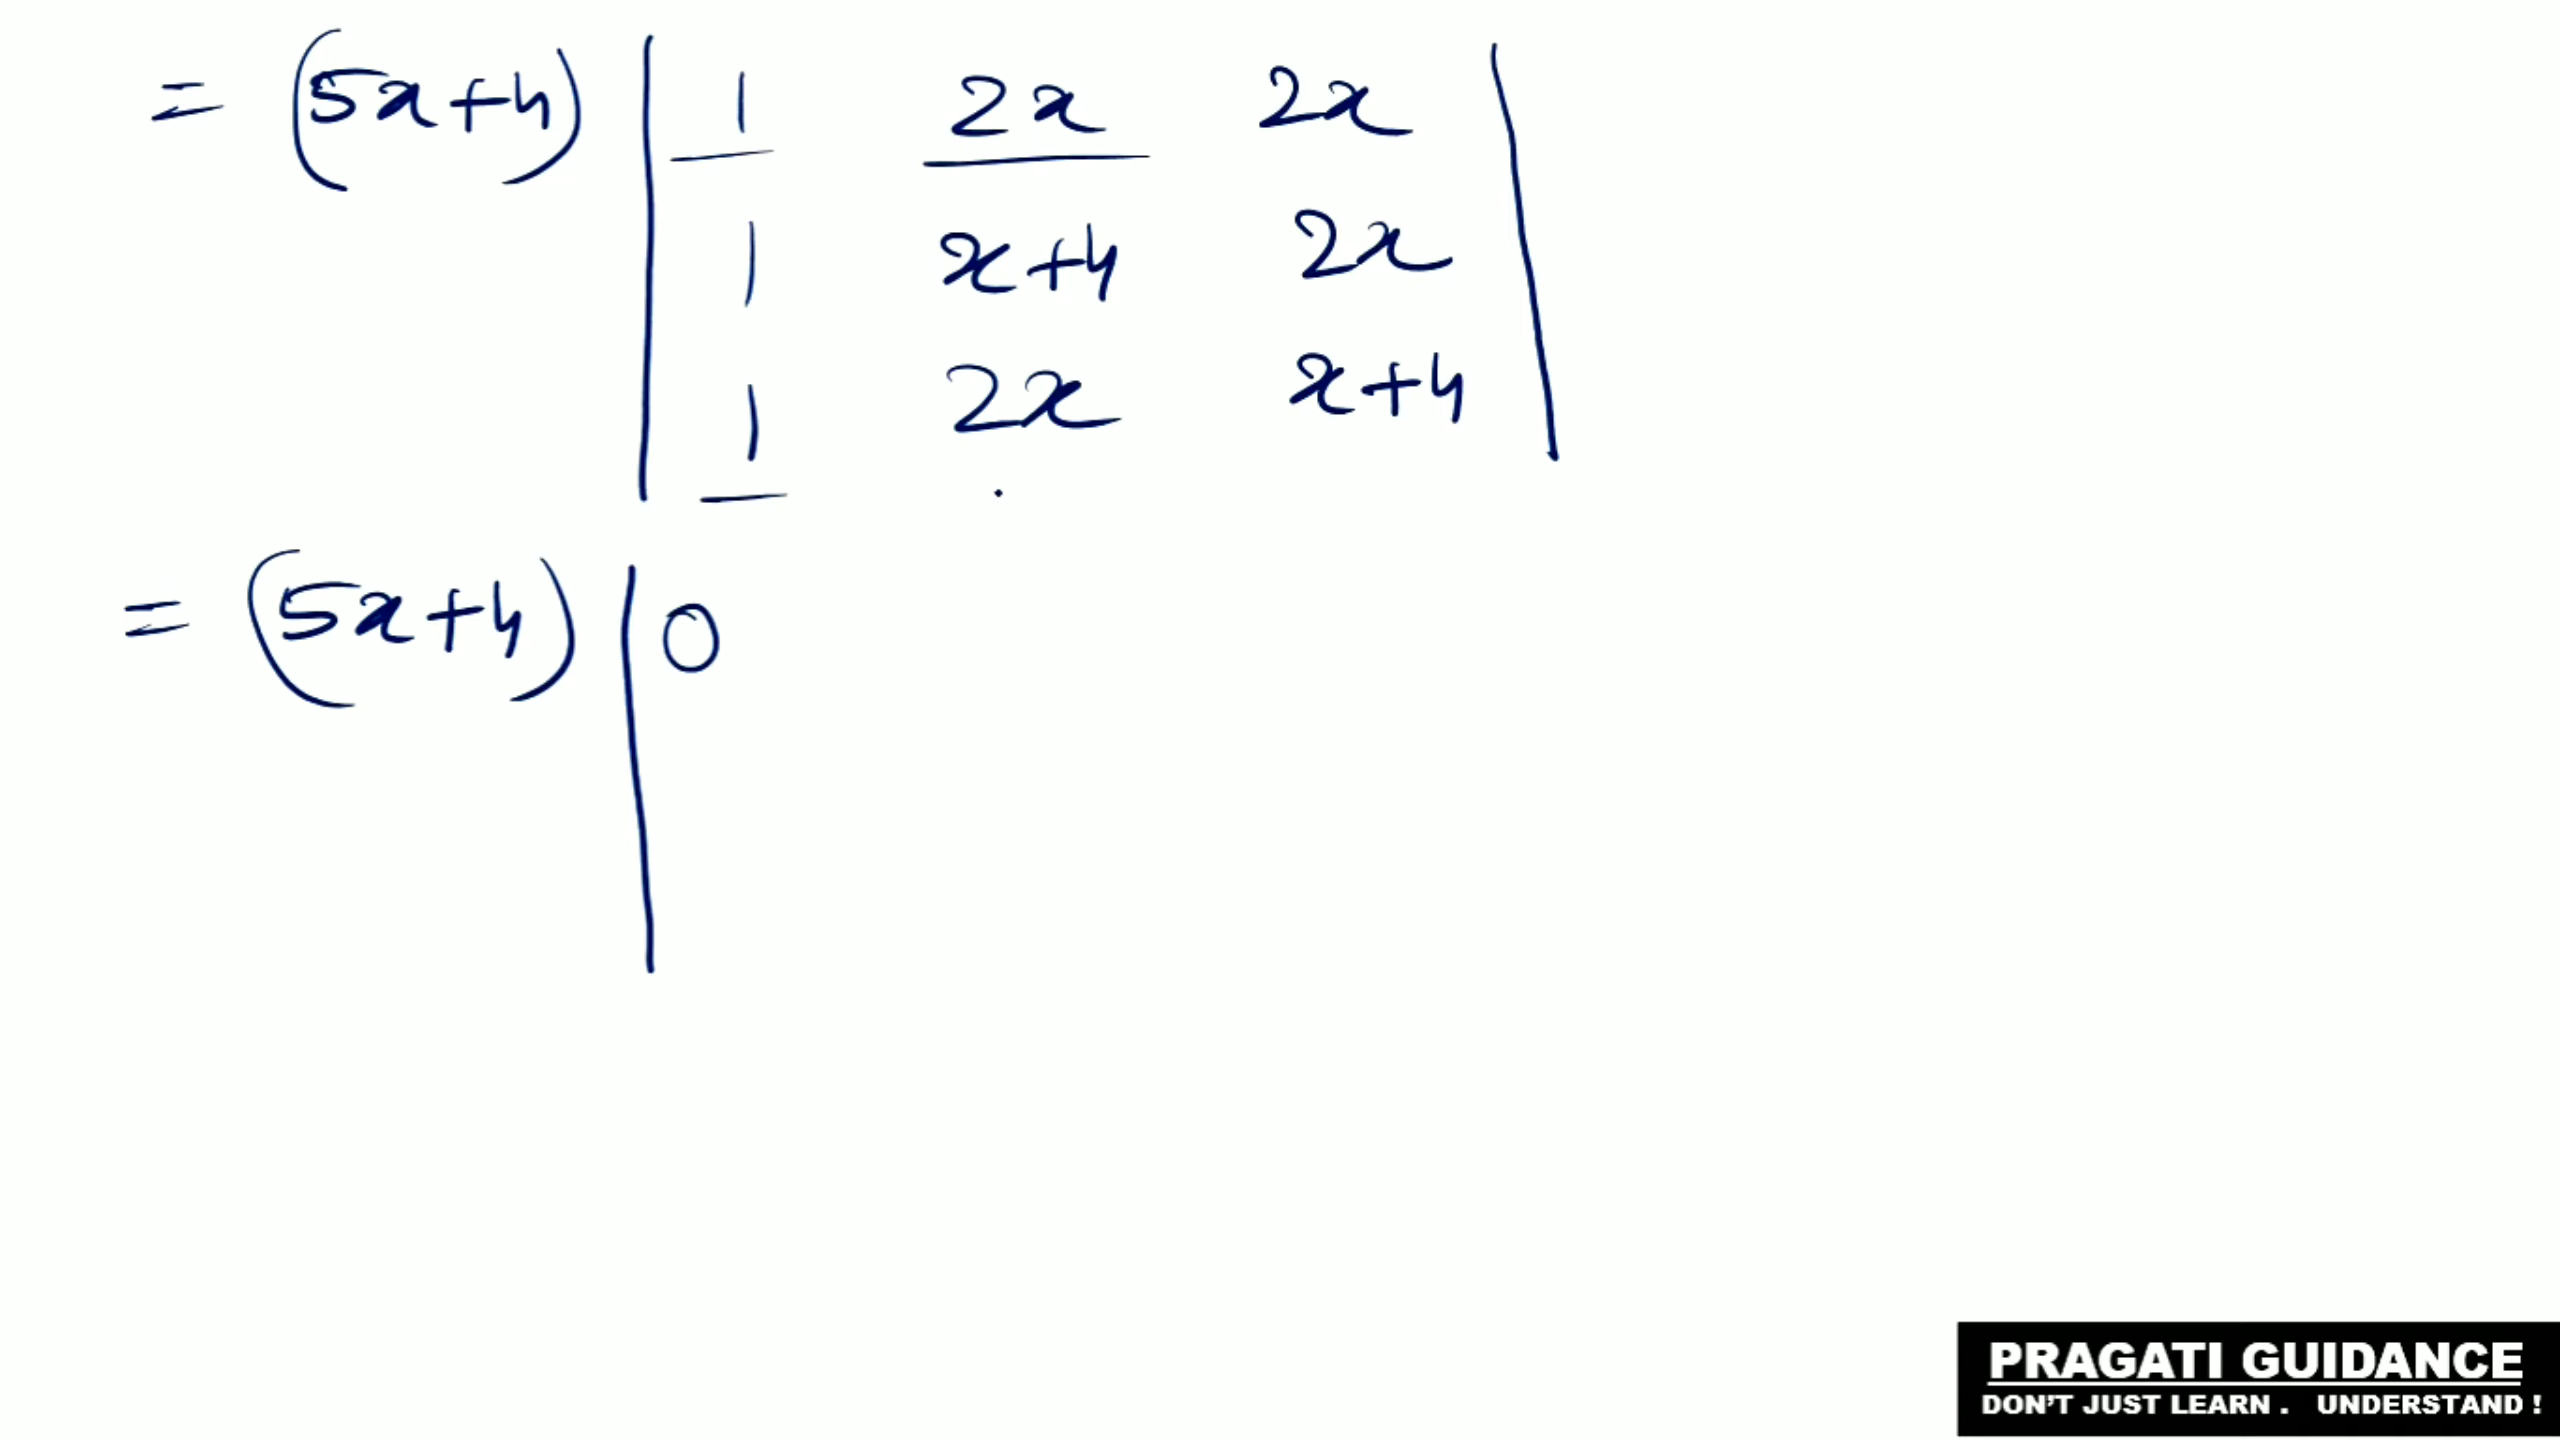 = (5x+4) | 1 2x 2x |
1 x+4 2x
1 2x x+4
= (5x+4) | 0
PRAGATI GUIDANCE
DON'T JUST LEARN . UNDERSTAND !